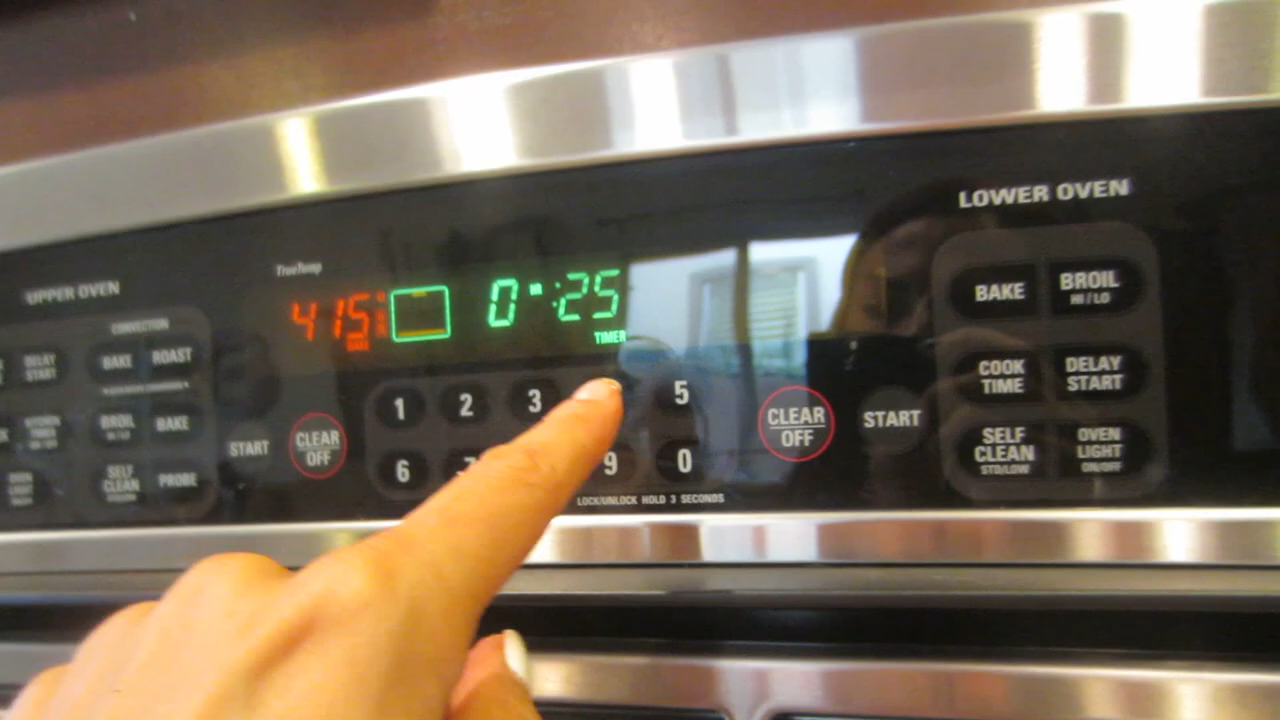 UPPER OVEN
DELAY
START
CONVECTION
BAKE ROAST
BROIL
HI/LO
BAKE
SELF
CLEAN
PROBE
START
CLEAR
OFF
TrueTemp
415
0 HR :25
TIMER
1 2 3 5
6 9 0
LOCK/UNLOCK HOLD 3 SECONDS
CLEAR
OFF
START
LOWER OVEN
BAKE
BROIL
HI / LO
COOK
TIME
DELAY
START
SELF
CLEAN
STD/LOW
OVEN
LIGHT
ON/OFF